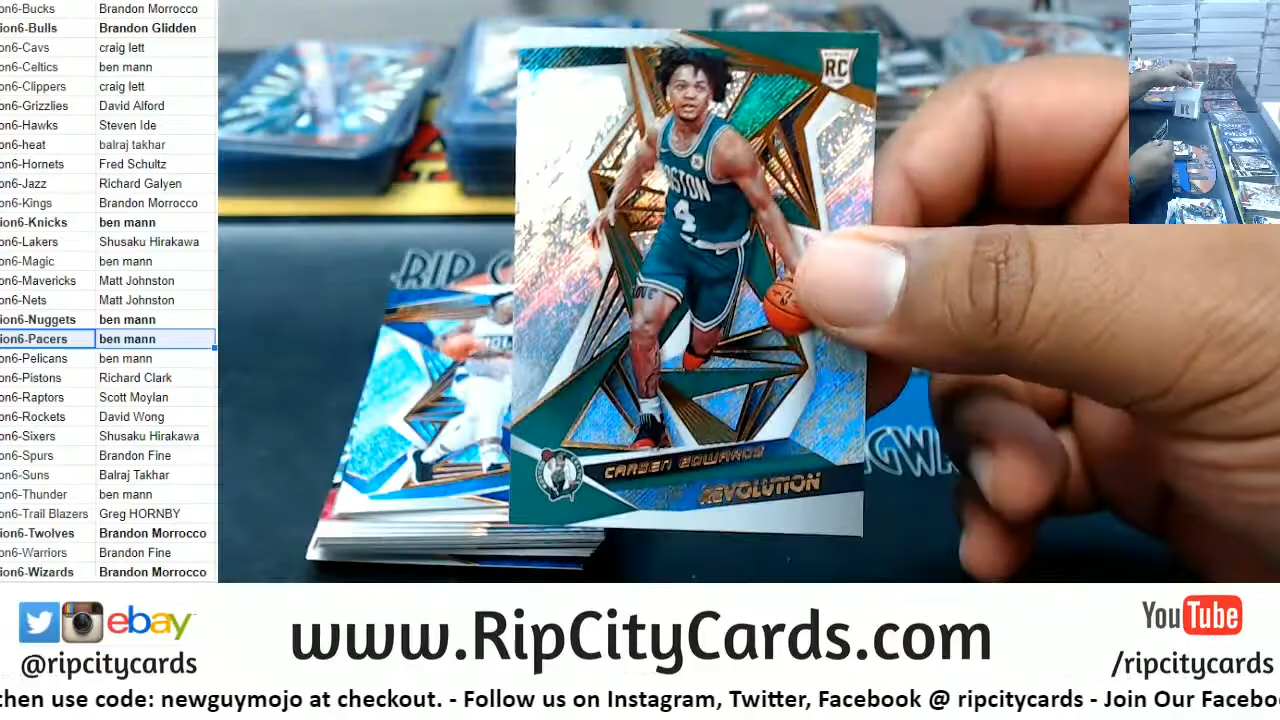 on6-Bucks Brandon Morrocco
ion6-Bulls Brandon Glidden
on6-Cavs craig lett
on6-Celtics ben mann
on6-Clippers craig lett
on6-Grizzlies David Alford
on6-Hawks Steven Ide
on6-heat balraj takhar
on6-Hornets Fred Schultz
on6-Jazz Richard Galyen
on6-Kings Brandon Morrocco
ion6-Knicks ben mann
on6-Lakers Shusaku Hirakawa
on6-Magic ben mann
on6-Mavericks Matt Johnston
on6-Nets Matt Johnston
ion6-Nuggets ben mann
ion6-Pacers ben mann
on6-Pelicans ben mann
on6-Pistons Richard Clark
on6-Raptors Scott Moylan
on6-Rockets David Wong
on6-Sixers Shusaku Hirakawa
on6-Spurs Brandon Fine
on6-Suns Balraj Takhar
on6-Thunder ben mann
on6-Trail Blazers Greg HORNBY
ion6-Twolves Brandon Morrocco
on6-Warriors Brandon Fine
ion6-Wizards Brandon Morrocco
RC
BOSTON
4
CARSEN EDWARDS
REVOLUTION
RIP C
ebay
@ripcitycards
www.RipCityCards.com
YouTube
/ripcitycards
then use code: newguymojo at checkout. - Follow us on Instagram, Twitter, Facebook @ ripcitycards - Join Our Facebo